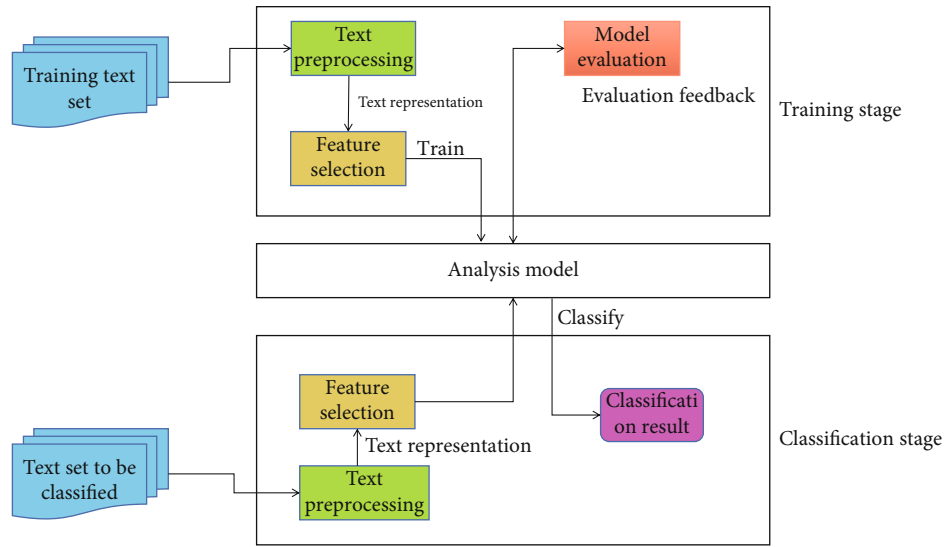 Training text
set
Text
preprocessing
Text representation
Feature
selection
Train
Model
evaluation
Evaluation feedback
Training stage
Analysis model
Classify
Feature
selection
Text representation
Text
preprocessing
Text set to be
classified
Classificati
on result
Classification stage